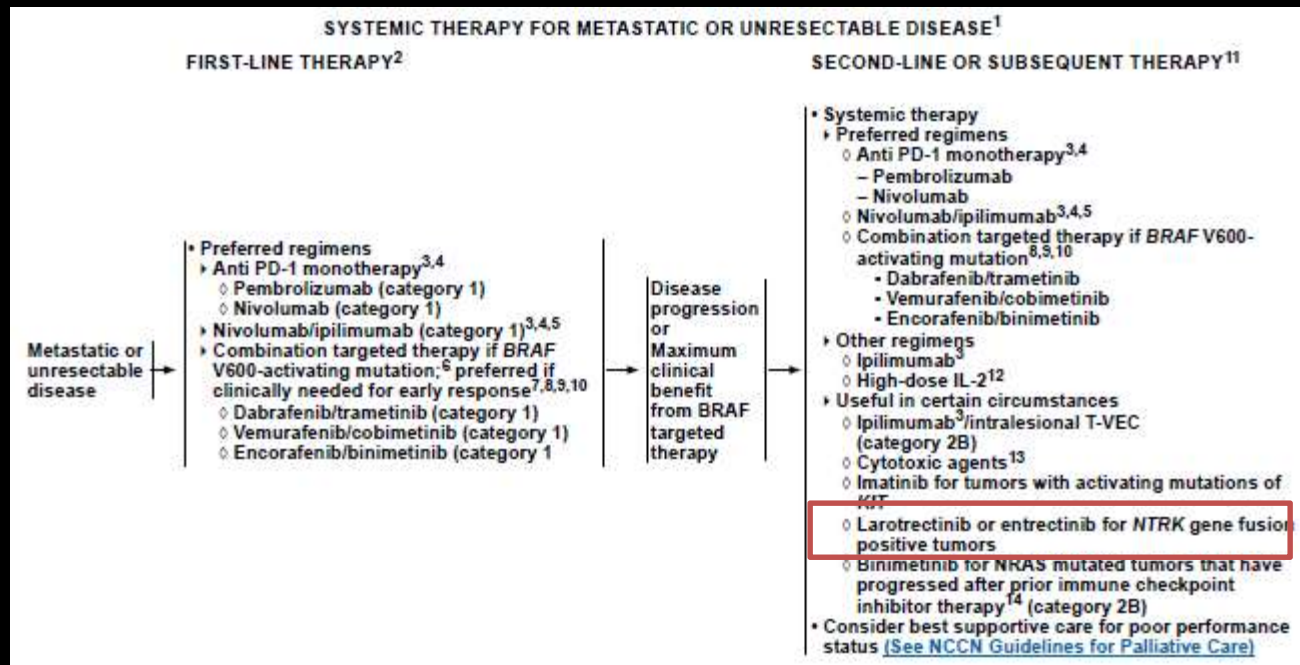 SYSTEMIC THERAPY FOR METASTATIC OR UNRESECTABLE DISEASE1
FIRST-LINE THERAPY2
Metastatic or
unresectable
disease
• Preferred regimens
▸ Anti PD-1 monotherapy3,4
◊ Pembrolizumab (category 1)
◊ Nivolumab (category 1)
▸ Nivolumab/ipilimumab (category 1)3,4,5
▸ Combination targeted therapy if BRAF
V600-activating mutation;6 preferred if
clinically needed for early response7,8,9,10
◊ Dabrafenib/trametinib (category 1)
◊ Vemurafenib/cobimetinib (category 1)
◊ Encorafenib/binimetinib (category 1
Disease
progression
or
Maximum
clinical
benefit
from BRAF
targeted
therapy
SECOND-LINE OR SUBSEQUENT THERAPY11
• Systemic therapy
▸ Preferred regimens
◊ Anti PD-1 monotherapy3,4
– Pembrolizumab
– Nivolumab
◊ Nivolumab/ipilimumab3,4,5
◊ Combination targeted therapy if BRAF V600-
activating mutation8,9,10
▪ Dabrafenib/trametinib
▪ Vemurafenib/cobimetinib
▪ Encorafenib/binimetinib
▸ Other regimens
◊ Ipilimumab3
◊ High-dose IL-212
▸ Useful in certain circumstances
◊ Ipilimumab3/intralesional T-VEC
(category 2B)
◊ Cytotoxic agents13
◊ Imatinib for tumors with activating mutations of
KIT
◊ Larotrectinib or entrectinib for NTRK gene fusion
positive tumors
◊ Binimetinib for NRAS mutated tumors that have
progressed after prior immune checkpoint
inhibitor therapy14 (category 2B)
• Consider best supportive care for poor performance
status (See NCCN Guidelines for Palliative Care)